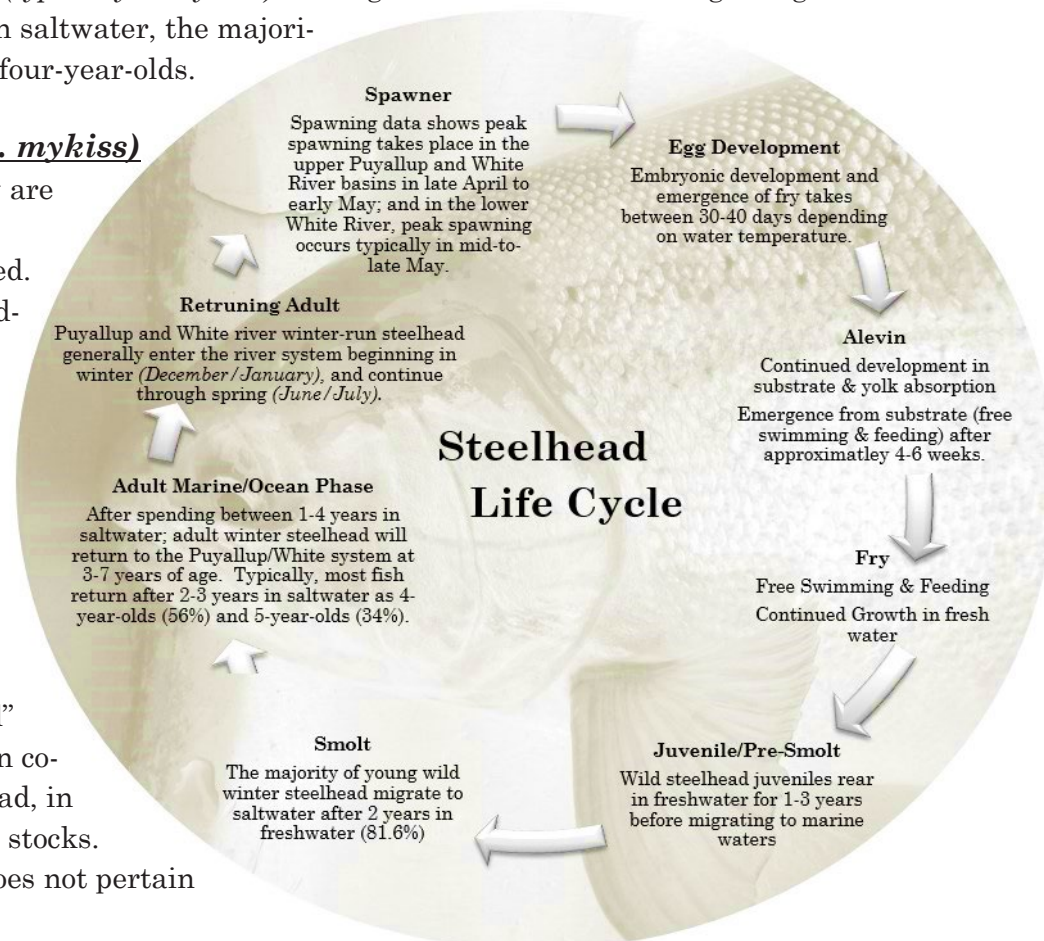 n saltwater, the majori-
four-year-olds.
. mykiss)
are
ed.
d-
l”
n co-
ad, in
stocks.
oes not pertain
Spawner
Spawning data shows peak
spawning takes place in the
upper Puyallup and White
River basins in late April to
early May; and in the lower
White River, peak spawning
occurs typically in mid-to-
late May.
Egg Development
Embryonic development and
emergence of fry takes
between 30-40 days depending
on water temperature.
Alevin
Continued development in
substrate & yolk absorption
Emergence from substrate (free
swimming & feeding) after
approximatley 4-6 weeks.
Fry
Free Swimming & Feeding
Continued Growth in fresh
water
Juvenile/Pre-Smolt
Wild steelhead juveniles rear
in freshwater for 1-3 years
before migrating to marine
waters
Smolt
The majority of young wild
winter steelhead migrate to
saltwater after 2 years in
freshwater (81.6%)
Adult Marine/Ocean Phase
After spending between 1-4 years in
saltwater; adult winter steelhead will
return to the Puyallup/White system at
3-7 years of age. Typically, most fish
return after 2-3 years in saltwater as 4-
year-olds (56%) and 5-year-olds (34%).
Retruning Adult
Puyallup and White river winter-run steelhead
generally enter the river system beginning in
winter (December/January), and continue
through spring (June/July).
Steelhead
Life Cycle